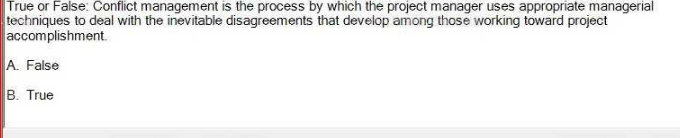 True or False: Conflict management is the process by which the project manager uses appropriate managerial
techniques to deal with the inevitable disagreements that develop among those working toward project
accomplishment.
A. False
B. True